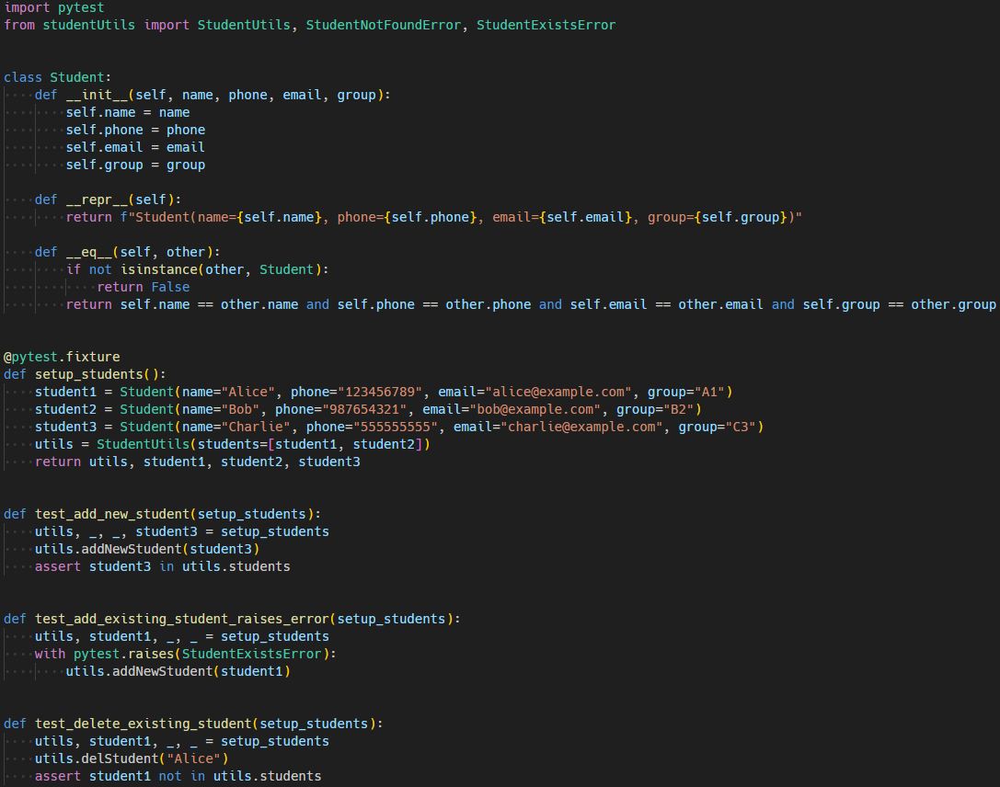 import pytest
from studentUtils import StudentUtils, StudentNotFoundError, StudentExistsError
class Student:
    def __init__(self, name, phone, email, group):
        self.name = name
        self.phone = phone
        self.email = email
        self.group = group
    def __repr__(self):
        return f"Student(name={self.name}, phone={self.phone}, email={self.email}, group={self.group})"
    def __eq__(self, other):
        if not isinstance(other, Student):
            return False
        return self.name == other.name and self.phone == other.phone and self.email == other.email and self.group == other.group
@pytest.fixture
def setup_students():
    student1 = Student(name="Alice", phone="123456789", email="alice@example.com", group="A1")
    student2 = Student(name="Bob", phone="987654321", email="bob@example.com", group="B2")
    student3 = Student(name="Charlie", phone="555555555", email="charlie@example.com", group="C3")
    utils = StudentUtils(students=[student1, student2])
    return utils, student1, student2, student3
def test_add_new_student(setup_students):
    utils, _, _, student3 = setup_students
    utils.addNewStudent(student3)
    assert student3 in utils.students
def test_add_existing_student_raises_error(setup_students):
    utils, student1, _, _ = setup_students
    with pytest.raises(StudentExistsError):
        utils.addNewStudent(student1)
def test_delete_existing_student(setup_students):
    utils, student1, _, _ = setup_students
    utils.delStudent("Alice")
    assert student1 not in utils.students